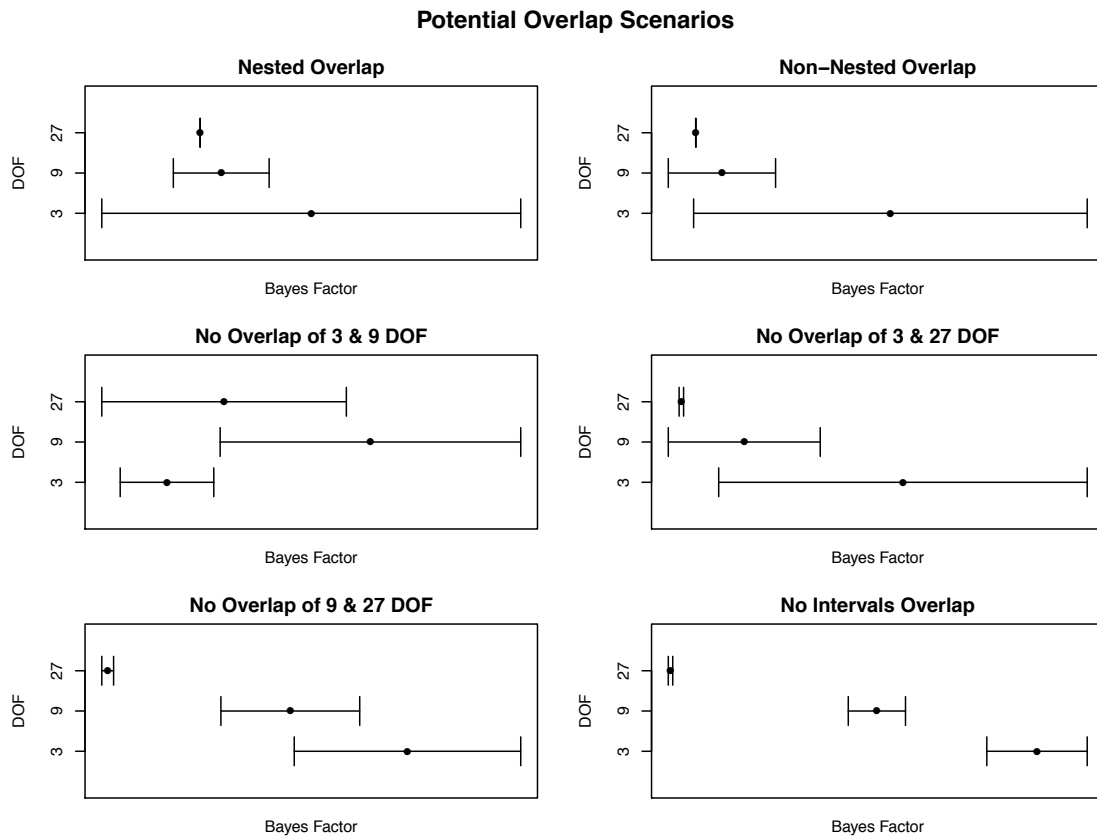 Potential Overlap Scenarios
Nested Overlap
27
9
3
DOF
Bayes Factor
Non−Nested Overlap
27
9
3
DOF
Bayes Factor
No Overlap of 3 & 9 DOF
27
9
3
DOF
Bayes Factor
No Overlap of 3 & 27 DOF
27
9
3
DOF
Bayes Factor
No Overlap of 9 & 27 DOF
27
9
3
DOF
Bayes Factor
No Intervals Overlap
27
9
3
DOF
Bayes Factor